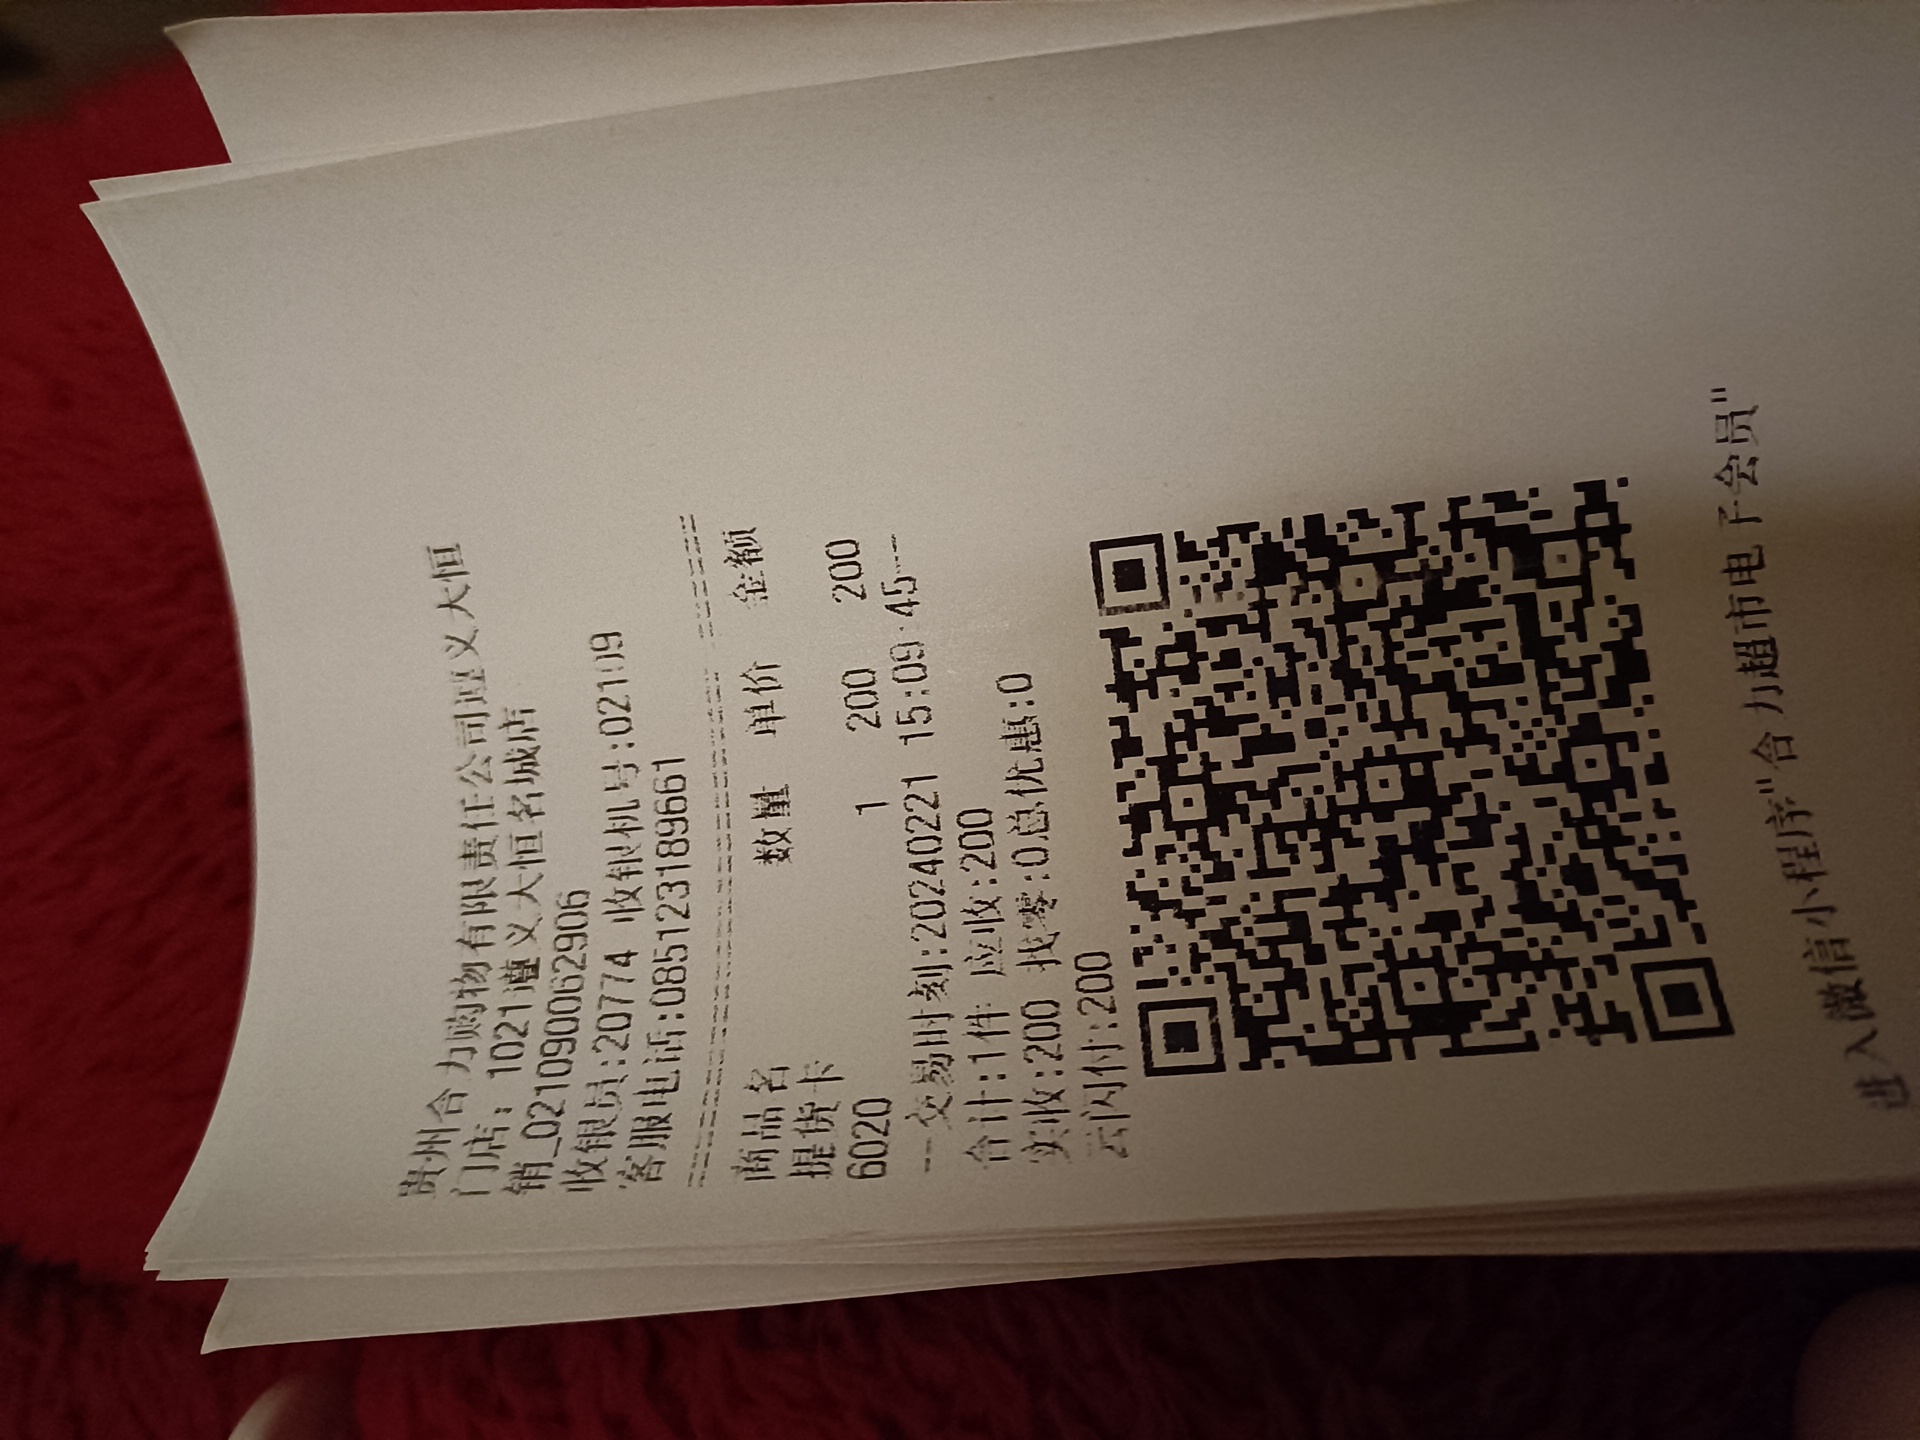 贵州合力购物有限责任公司遵义大恒
门店: 1021遵义大恒名城店
销_021090062906
收银员:20774 收银机号:02109
客服电话:085123189661
商品名 数量 单价 金额
提货卡
6020 1 200 200
--交易时刻:20240221 15:09:45---
合计:1件 应收:200
实收:200 找零:0总优惠:0
云闪付:200
进入微信小程序"合力超市电子会员"